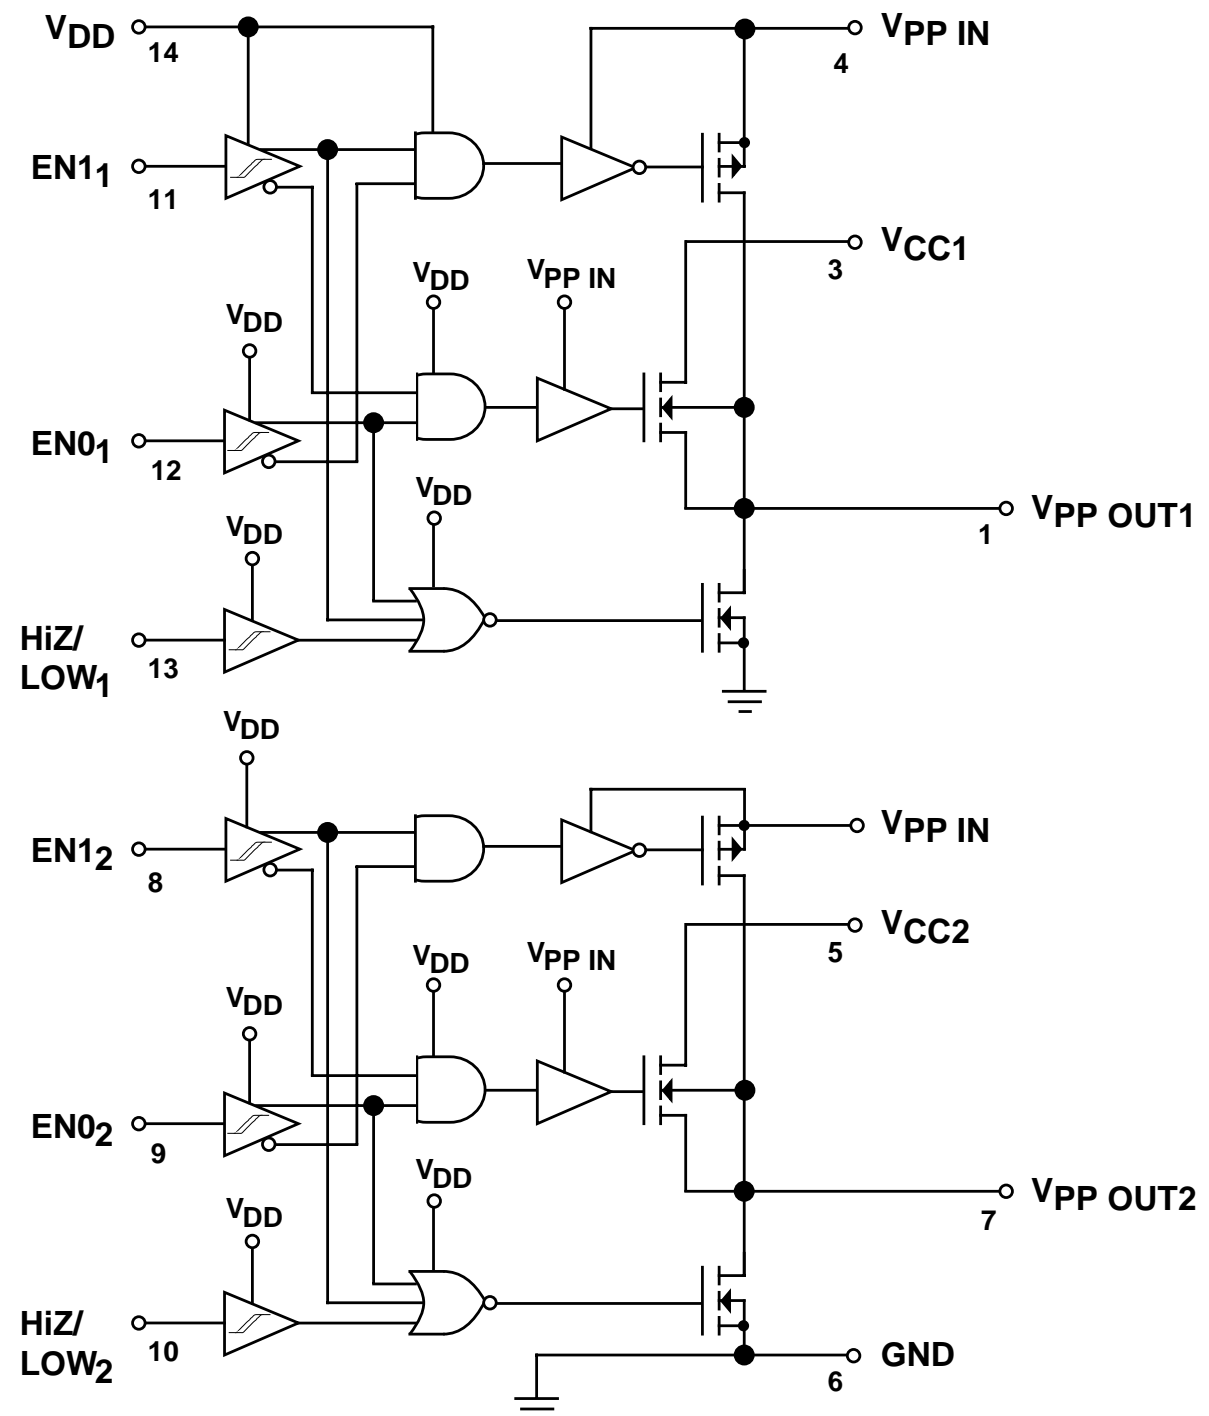 VDD
14
VPP IN
4
EN11
11
VCC1
3
VDD
VPP IN
VDD
EN01
12
VDD
VPP OUT1
1
VDD
HiZ/
LOW1
13
VDD
VPP IN
EN12
8
VCC2
5
VDD
VPP IN
VDD
EN02
9
VDD
VPP OUT2
7
VDD
HiZ/
LOW2
10
GND
6